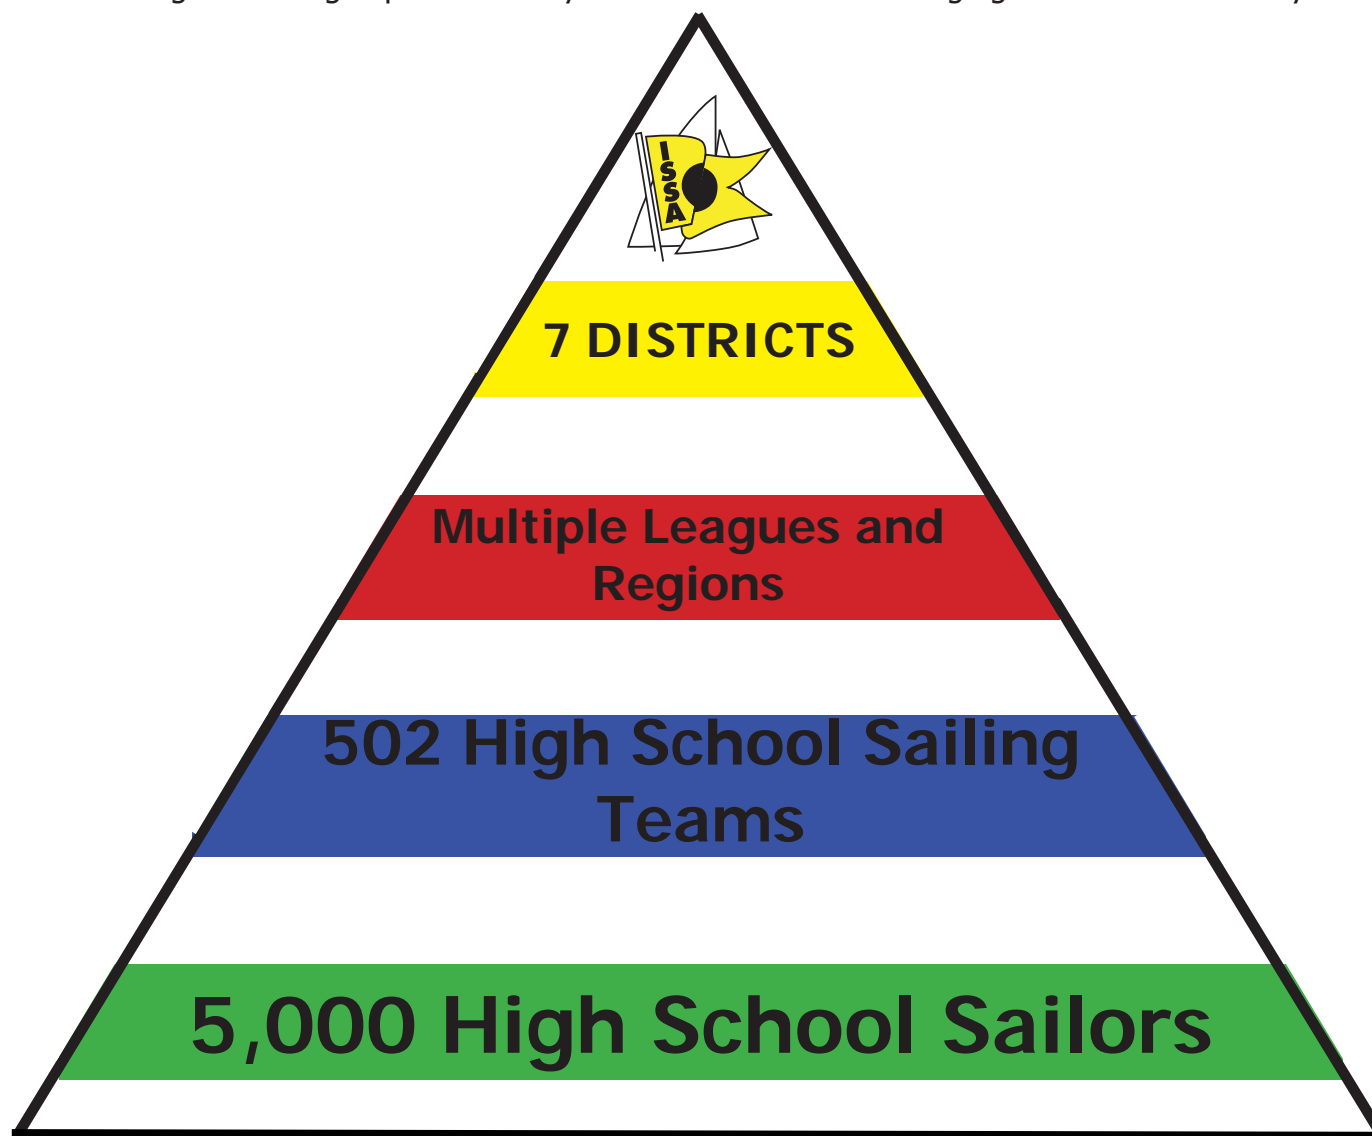 ISSA
7 DISTRICTS
Multiple Leagues and
Regions
502 High School Sailing
Teams
5,000 High School Sailors